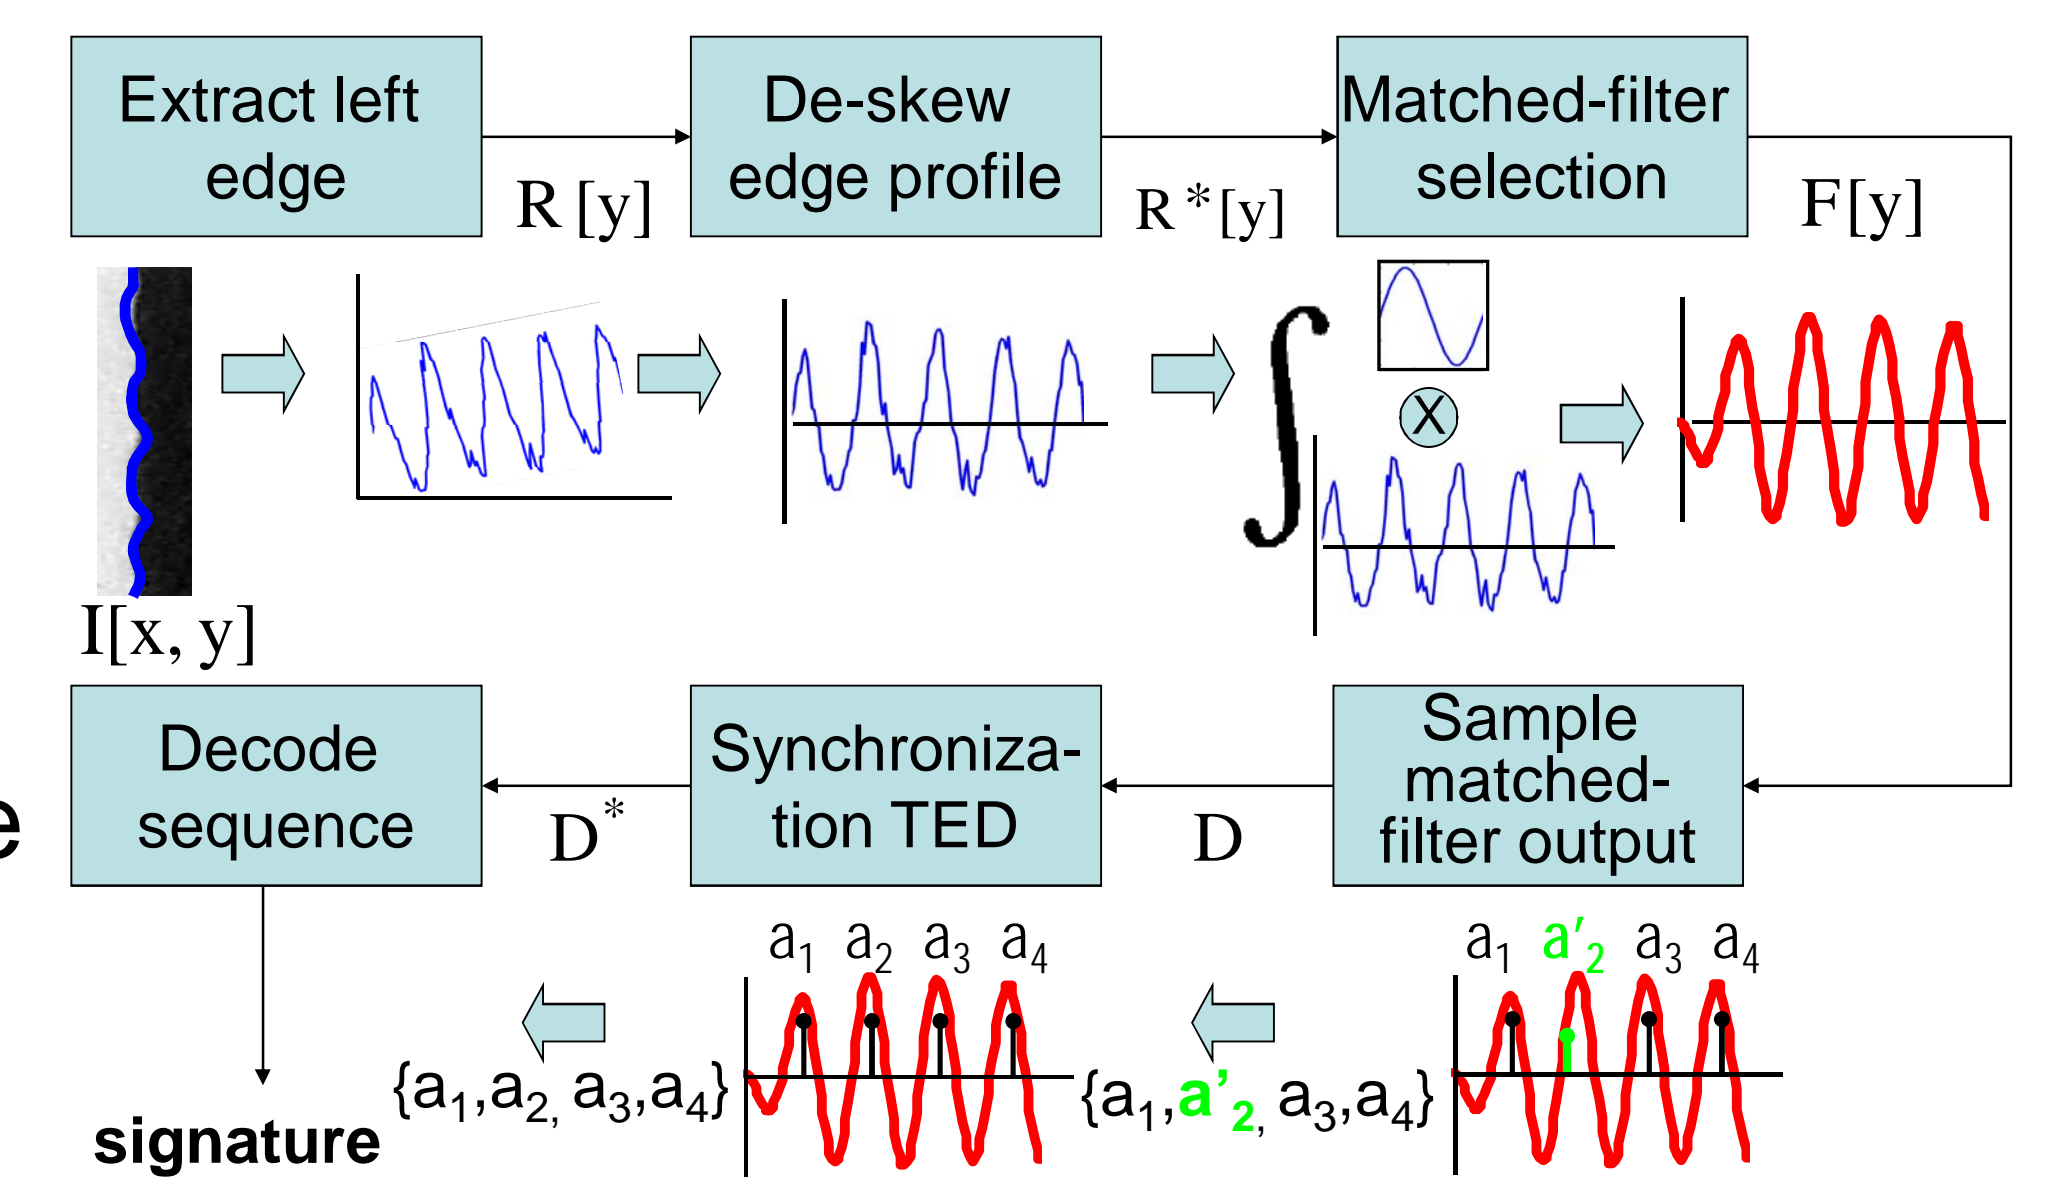 Extract left
edge
R [y]
De-skew
edge profile
R*[y]
Matched-filter
selection
F[y]
X
I[x, y]
e
Decode
sequence
D*
Synchroniza-
tion TED
D
Sample
matched-
filter output
a1 a2 a3 a4
a1 a'2 a3 a4
{a1,a2, a3,a4}
{a1,a’2, a3,a4}
signature